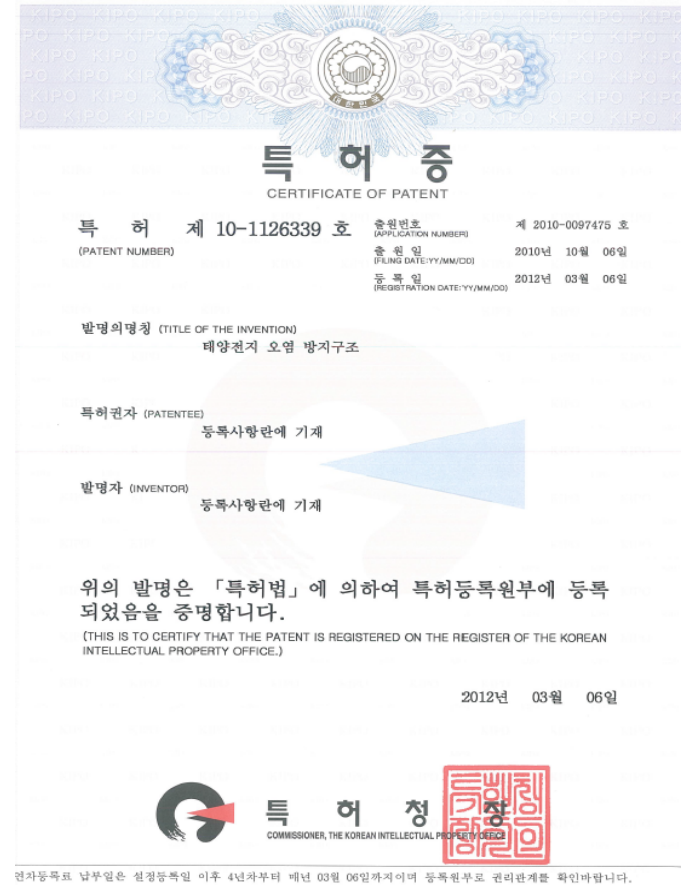 대한민국
특 허 증
CERTIFICATE OF PATENT
특 허 제 10-1126339 호
(PATENT NUMBER)
출원번호 제 2010-0097475 호
(APPLICATION NUMBER)
출 원 일 2010년 10월 06일
(FILING DATE:YY/MM/DD)
등 록 일 2012년 03월 06일
(REGISTRATION DATE:YY/MM/DD)
발명의명칭 (TITLE OF THE INVENTION)
태양전지 오염 방지구조
특허권자 (PATENTEE)
등록사항란에 기재
발명자 (INVENTOR)
등록사항란에 기재
위의 발명은 「특허법」에 의하여 특허등록원부에 등록
되었음을 증명합니다.
(THIS IS TO CERTIFY THAT THE PATENT IS REGISTERED ON THE REGISTER OF THE KOREAN
INTELLECTUAL PROPERTY OFFICE.)
2012년 03월 06일
특 허 청 장
COMMISSIONER, THE KOREAN INTELLECTUAL PROPERTY OFFICE
연차등록료 납부일은 설정등록일 이후 4년차부터 매년 03월 06일까지이며 등록원부로 권리관계를 확인바랍니다.